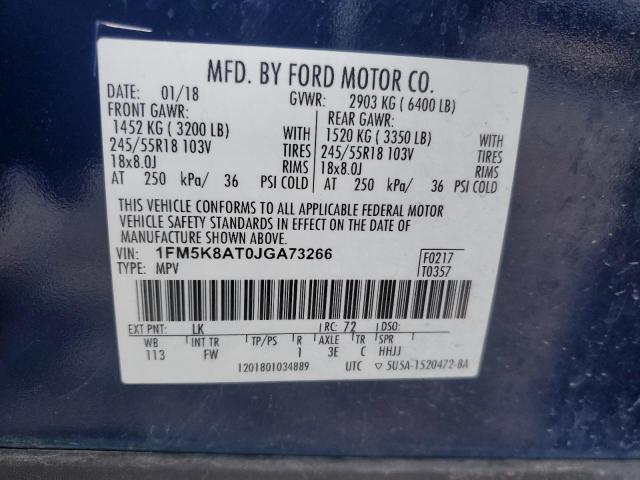 MFD. BY FORD MOTOR CO.
DATE: 01/18 GVWR: 2903 KG ( 6400 LB)
FRONT GAWR: REAR GAWR:
1452 KG ( 3200 LB) WITH 1520 KG ( 3350 LB) WITH
245/55R18 103V TIRES 245/55R18 103V TIRES
18x8.0J RIMS 18x8.0J RIMS
AT 250 kPa/ 36 PSI COLD AT 250 kPa/ 36 PSI COLD
THIS VEHICLE CONFORMS TO ALL APPLICABLE FEDERAL MOTOR
VEHICLE SAFETY STANDARDS IN EFFECT ON THE DATE OF
MANUFACTURE SHOWN ABOVE.
VIN: 1FM5K8AT0JGA73266 F0217
TYPE: MPV T0357
EXT PNT: LK RC: 72 DSO:
WB INT TR TP/PS R AXLE TR SPR
113 FW 1 3E C HHJJ
1201801034889 UTC ▽ 5U5A-1520472-BA